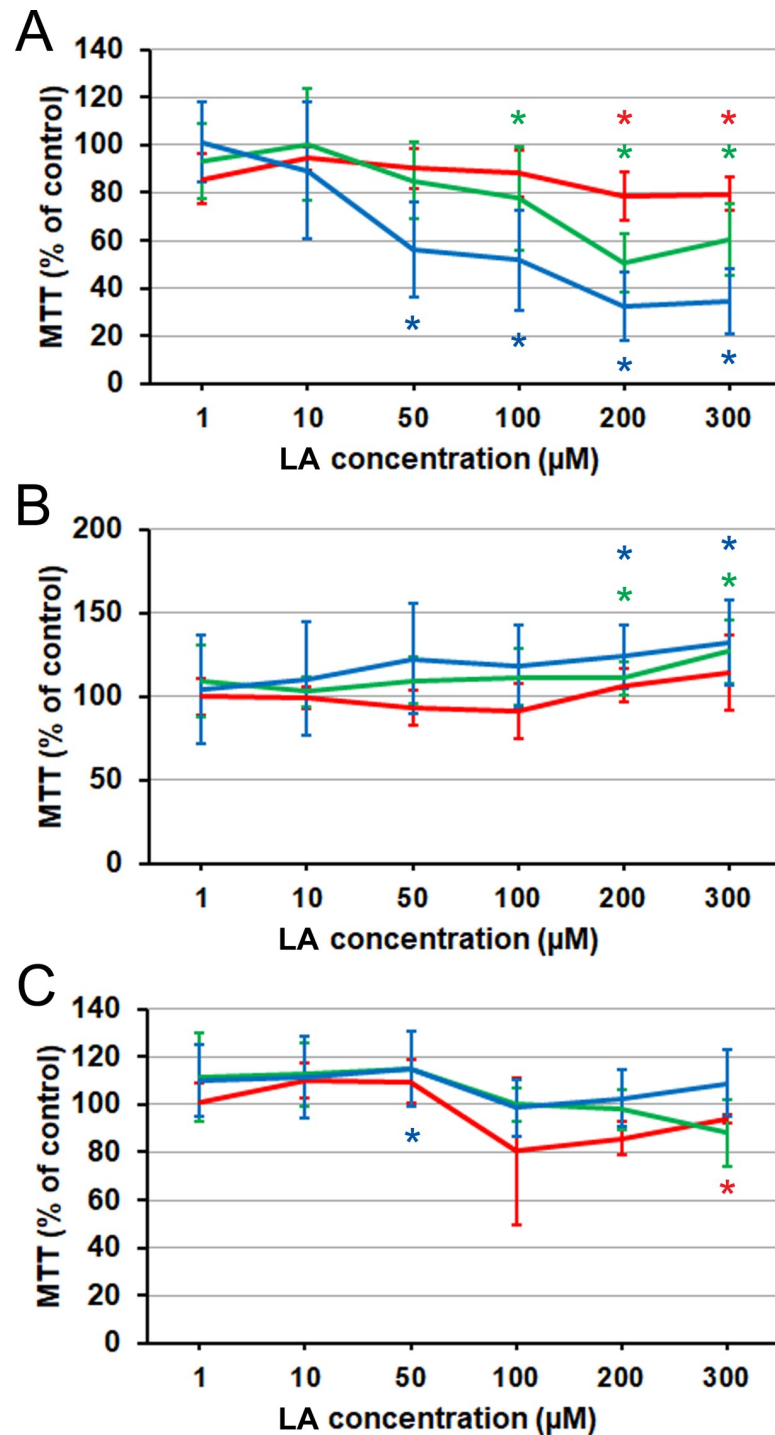 A
MTT (% of control)
140
120
100
80
60
40
20
0
* * *
* *
* * * *
1 10 50 100 200 300
LA concentration (µM)
B
MTT (% of control)
200
150
100
50
0
* *
* *
1 10 50 100 200 300
LA concentration (µM)
C
MTT (% of control)
140
120
100
80
60
40
20
0
*
*
1 10 50 100 200 300
LA concentration (µM)